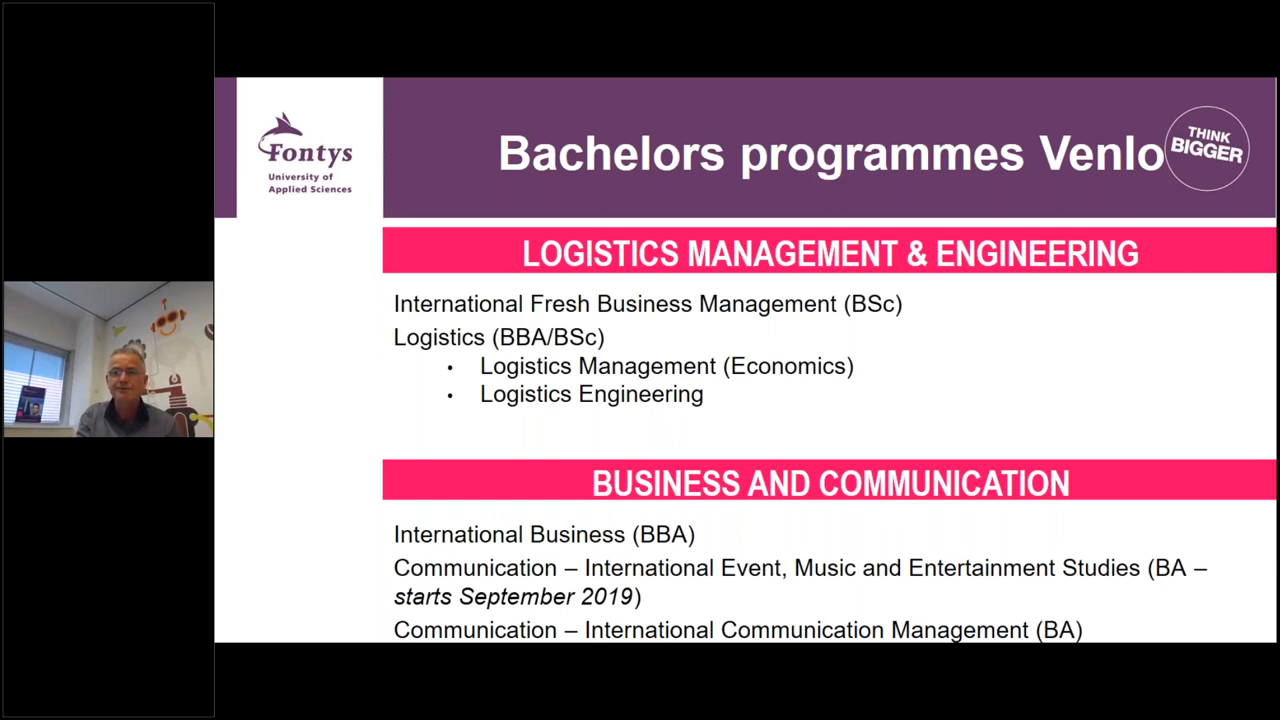 Fontys
University of
Applied Sciences
Bachelors programmes Venlo
THINK
BIGGER
LOGISTICS MANAGEMENT & ENGINEERING
International Fresh Business Management (BSc)
Logistics (BBA/BSc)
• Logistics Management (Economics)
• Logistics Engineering
BUSINESS AND COMMUNICATION
International Business (BBA)
Communication – International Event, Music and Entertainment Studies (BA –
starts September 2019)
Communication – International Communication Management (BA)